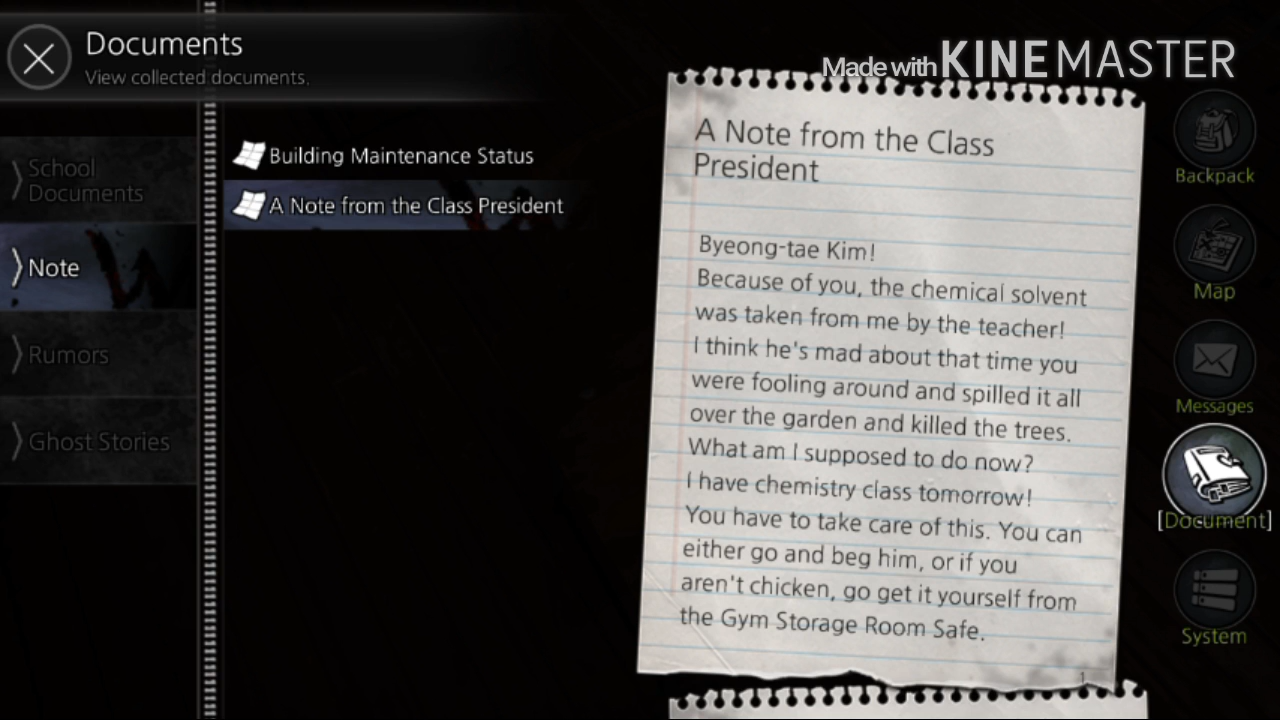 Documents
View collected documents.
Made with KINEMASTER
School
Documents
Note
Rumors
Ghost Stories
Building Maintenance Status
A Note from the Class President
A Note from the Class
President
Byeong-tae Kim!
Because of you, the chemical solvent
was taken from me by the teacher!
I think he's mad about that time you
were fooling around and spilled it all
over the garden and killed the trees.
What am I supposed to do now?
I have chemistry class tomorrow!
You have to take care of this. You can
either go and beg him, or if you
aren't chicken, go get it yourself from
the Gym Storage Room Safe.
1
Backpack
Map
Messages
[Document]
System